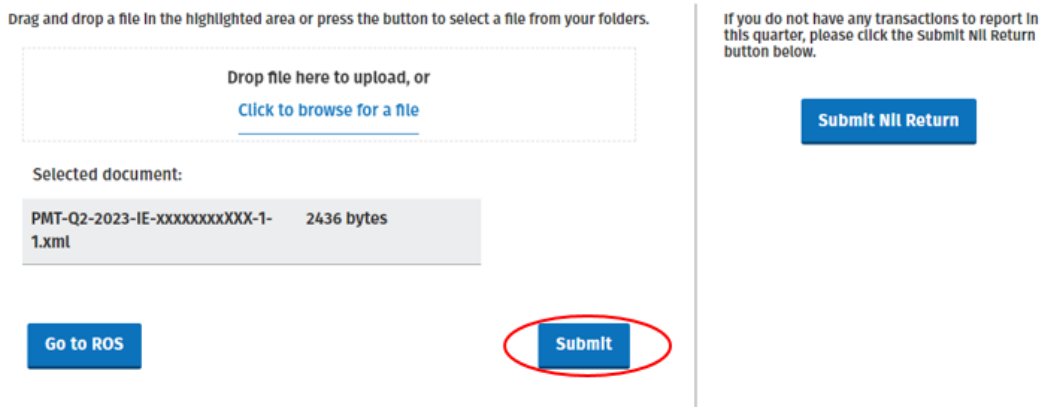 Drag and drop a file in the highlighted area or press the button to select a file from your folders.
Drop file here to upload, or
Click to browse for a file
Selected document:
PMT-Q2-2023-IE-xxxxxxxxXXX-1-
1.xml
2436 bytes
Go to ROS
Submit
If you do not have any transactions to report in
this quarter, please click the Submit Nil Return
button below.
Submit Nil Return